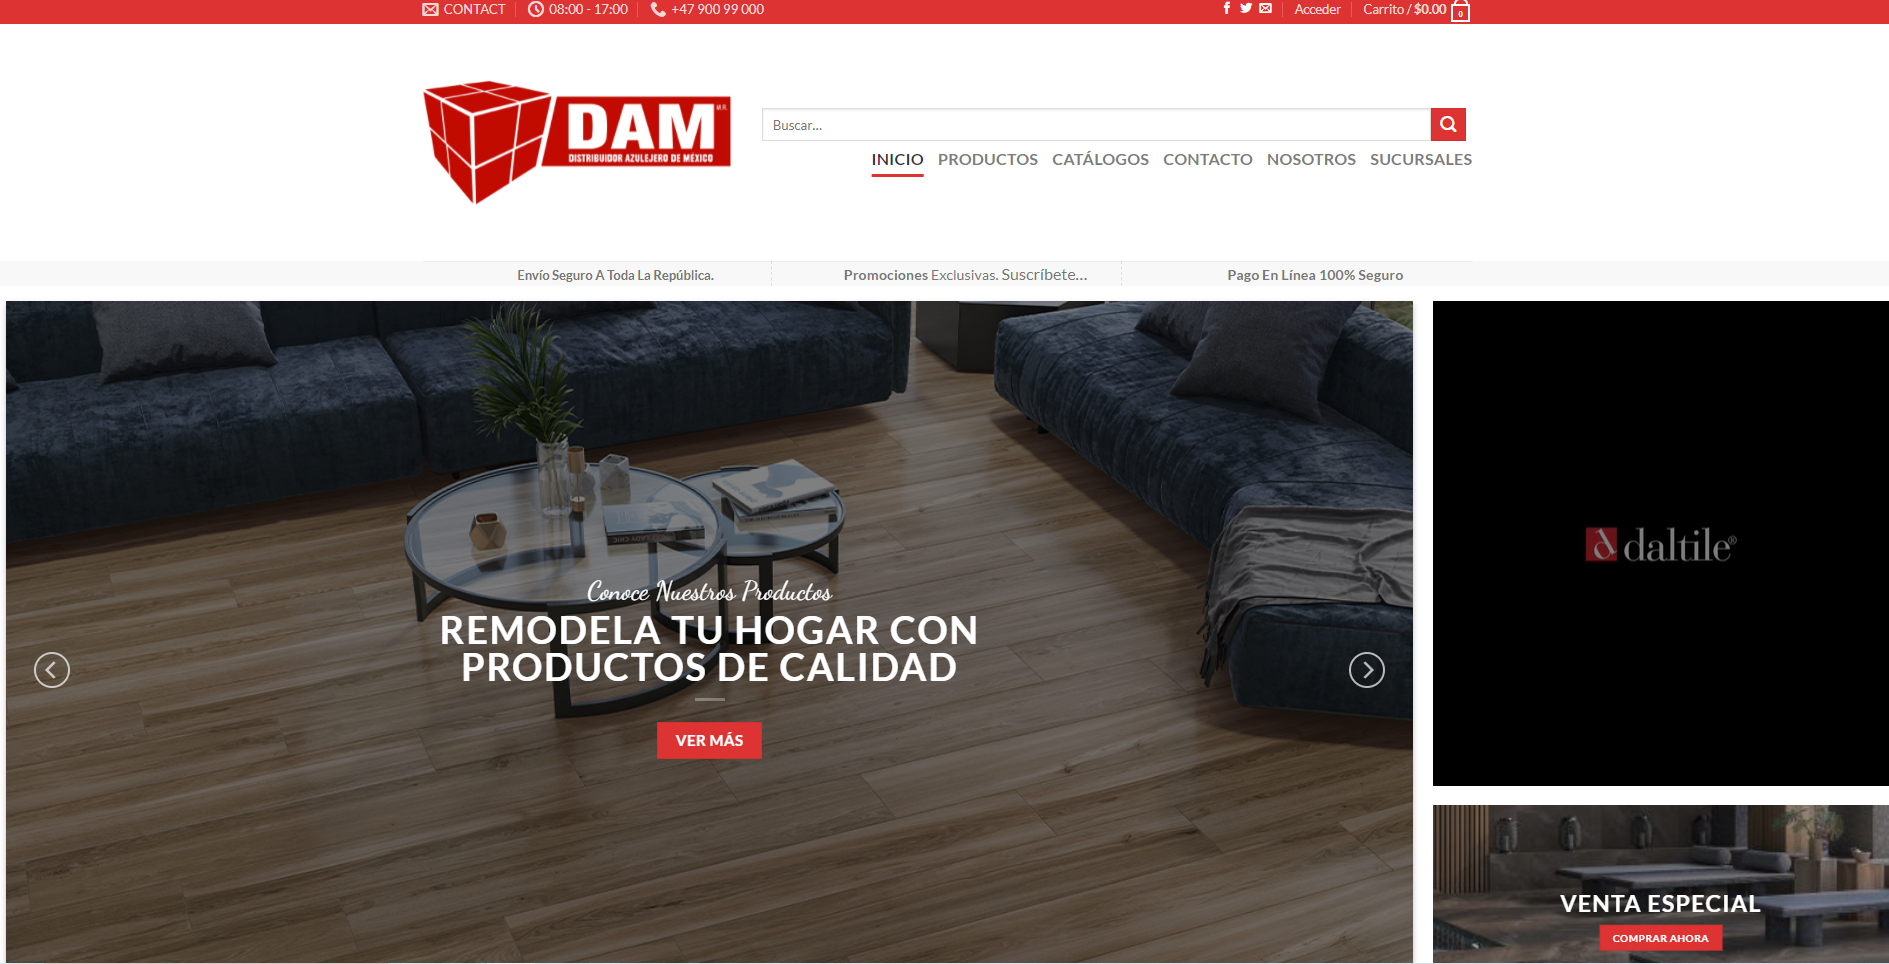 CONTACT
08:00 - 17:00
+47 900 99 000
Acceder
Carrito / $0.00
0
DAM M.R.
DISTRIBUIDOR AZULEJERO DE MÉXICO
Buscar...
INICIO PRODUCTOS CATÁLOGOS CONTACTO NOSOTROS SUCURSALES
Envío Seguro A Toda La República.
Promociones Exclusivas. Suscríbete...
Pago En Línea 100% Seguro
Conoce Nuestros Productos
REMODELA TU HOGAR CON
PRODUCTOS DE CALIDAD
VER MÁS
daltile®
VENTA ESPECIAL
COMPRAR AHORA